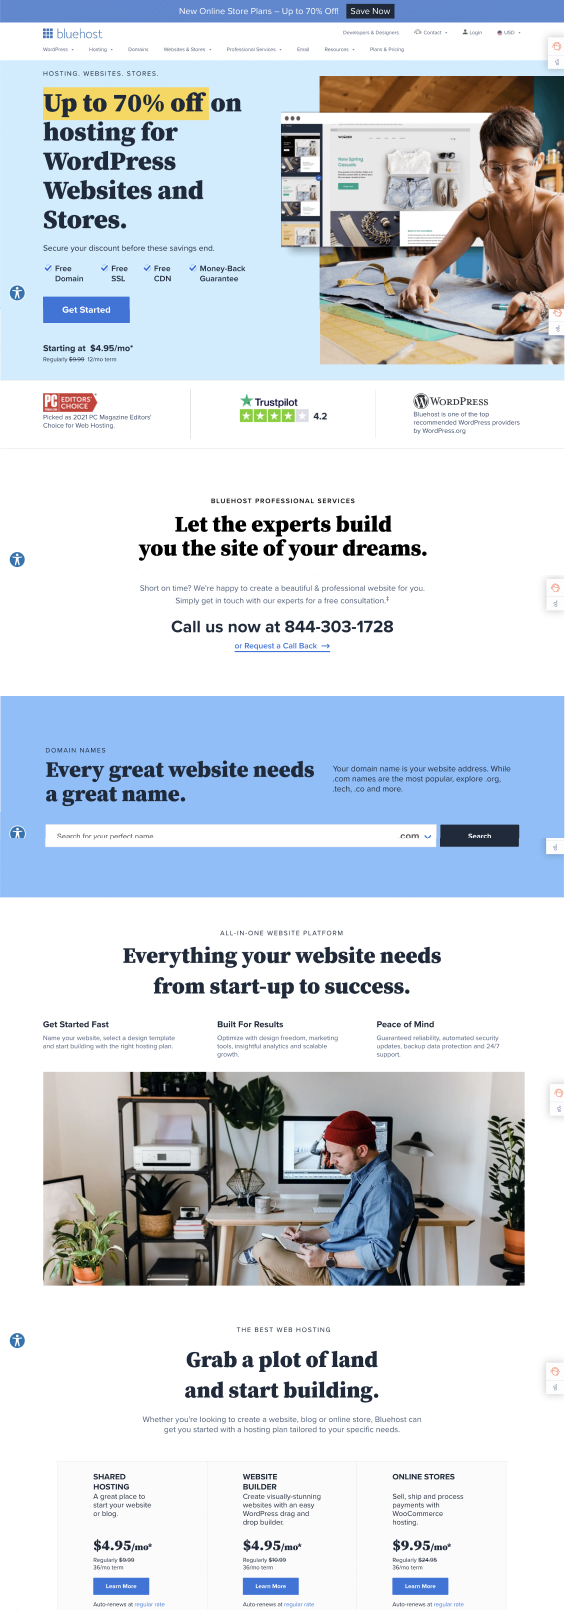 New Online Store Plans – Up to 70% Off! Save Now
bluehost
Developers & Designers Contact Login USD
WordPress Hosting Domains Websites & Stores Professional Services Email Resources Plans & Pricing
HOSTING. WEBSITES. STORES.
Up to 70% off on
hosting for
WordPress
Websites and
Stores.
Secure your discount before these savings end.
Free Domain
Free SSL
Free CDN
Money-Back Guarantee
Get Started
Starting at $4.95/mo*
Regularly $9.99 12/mo term
New Spring
PC EDITORS' CHOICE
Picked as 2021 PC Magazine Editors'
Choice for Web Hosting.
Trustpilot
4.2
WORDPRESS
Bluehost is one of the top
recommended WordPress providers
by WordPress.org
BLUEHOST PROFESSIONAL SERVICES
Let the experts build
you the site of your dreams.
Short on time? We're happy to create a beautiful & professional website for you.
Simply get in touch with our experts for a free consultation.‡
Call us now at 844-303-1728
or Request a Call Back →
DOMAIN NAMES
Every great website needs
a great name.
Your domain name is your website address. While
.com names are the most popular, explore .org,
.tech, .co and more.
Search for your perfect name .com Search
ALL-IN-ONE WEBSITE PLATFORM
Everything your website needs
from start-up to success.
Get Started Fast
Name your website, select a design template
and start building with the right hosting plan.
Built For Results
Optimize with design freedom, marketing
tools, insightful analytics and scalable
growth.
Peace of Mind
Guaranteed reliability, automated security
updates, backup data protection and 24/7
support.
THE BEST WEB HOSTING
Grab a plot of land
and start building.
Whether you're looking to create a website, blog or online store, Bluehost can
get you started with a hosting plan tailored to your specific needs.
SHARED
HOSTING
A great place to
start your website
or blog.
$4.95/mo*
Regularly $9.99
36/mo term
Learn More
Auto-renews at regular rate
WEBSITE
BUILDER
Create visually-stunning
websites with an easy
WordPress drag and
drop builder.
$4.95/mo*
Regularly $10.99
36/mo term
Learn More
Auto-renews at regular rate
ONLINE STORES
Sell, ship and process
payments with
WooCommerce
hosting.
$9.95/mo*
Regularly $24.95
36/mo term
Learn More
Auto-renews at regular rate